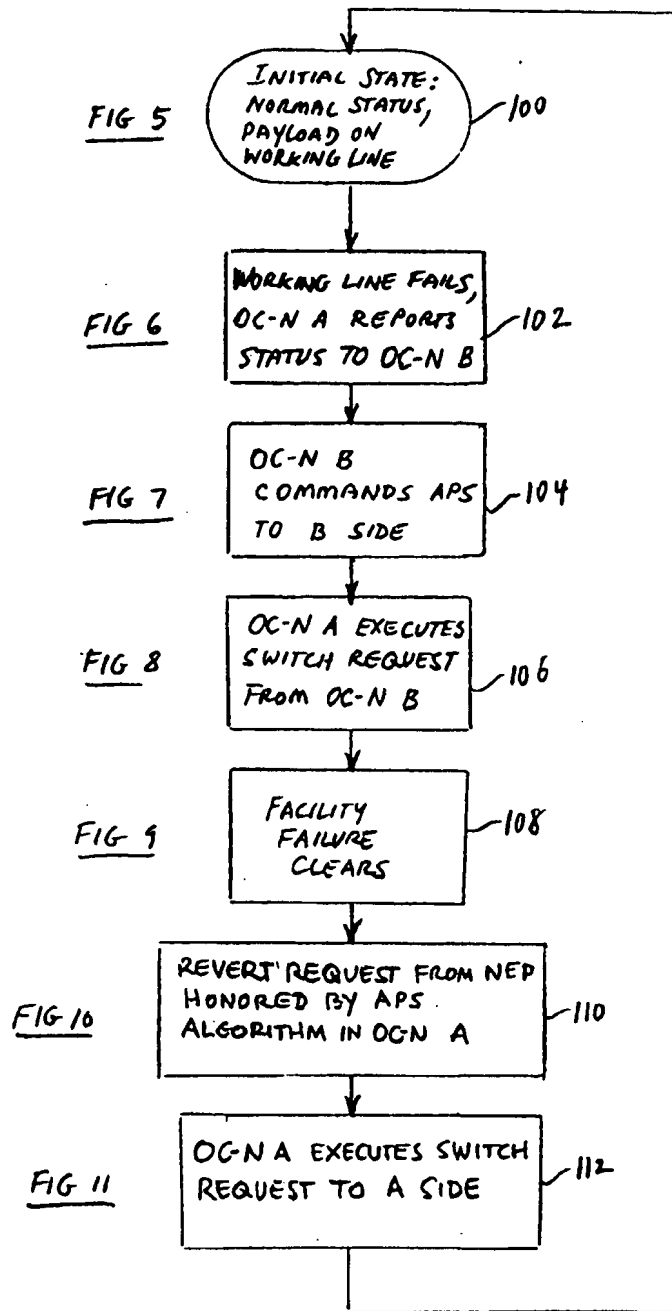 INITIAL STATE:
NORMAL STATUS,
PAYLOAD ON
WORKING LINE
100
FIG 5
WORKING LINE FAILS,
OC-N A REPORTS
STATUS TO OC-N B
102
FIG 6
OC-N B
COMMANDS APS
TO B SIDE
104
FIG 7
OC-N A EXECUTES
SWITCH REQUEST
FROM OC-N B
106
FIG 8
FACILITY
FAILURE
CLEARS
108
FIG 9
REVERT REQUEST FROM NEP
HONORED BY APS
ALGORITHM IN OC-N A
110
FIG 10
OC-N A EXECUTES SWITCH
REQUEST TO A SIDE
112
FIG 11